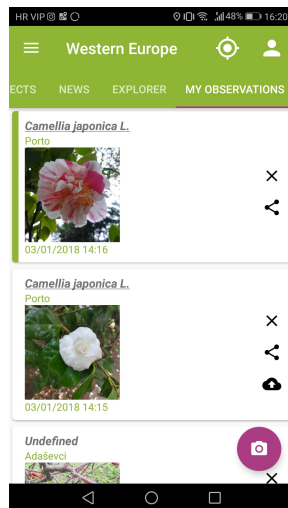 HR VIP 48% 16:20
Western Europe
ECTS NEWS EXPLORER MY OBSERVATIONS
Camellia japonica L.
Porto
03/01/2018 14:16
Camellia japonica L.
Porto
03/01/2018 14:15
Undefined
Adaševci